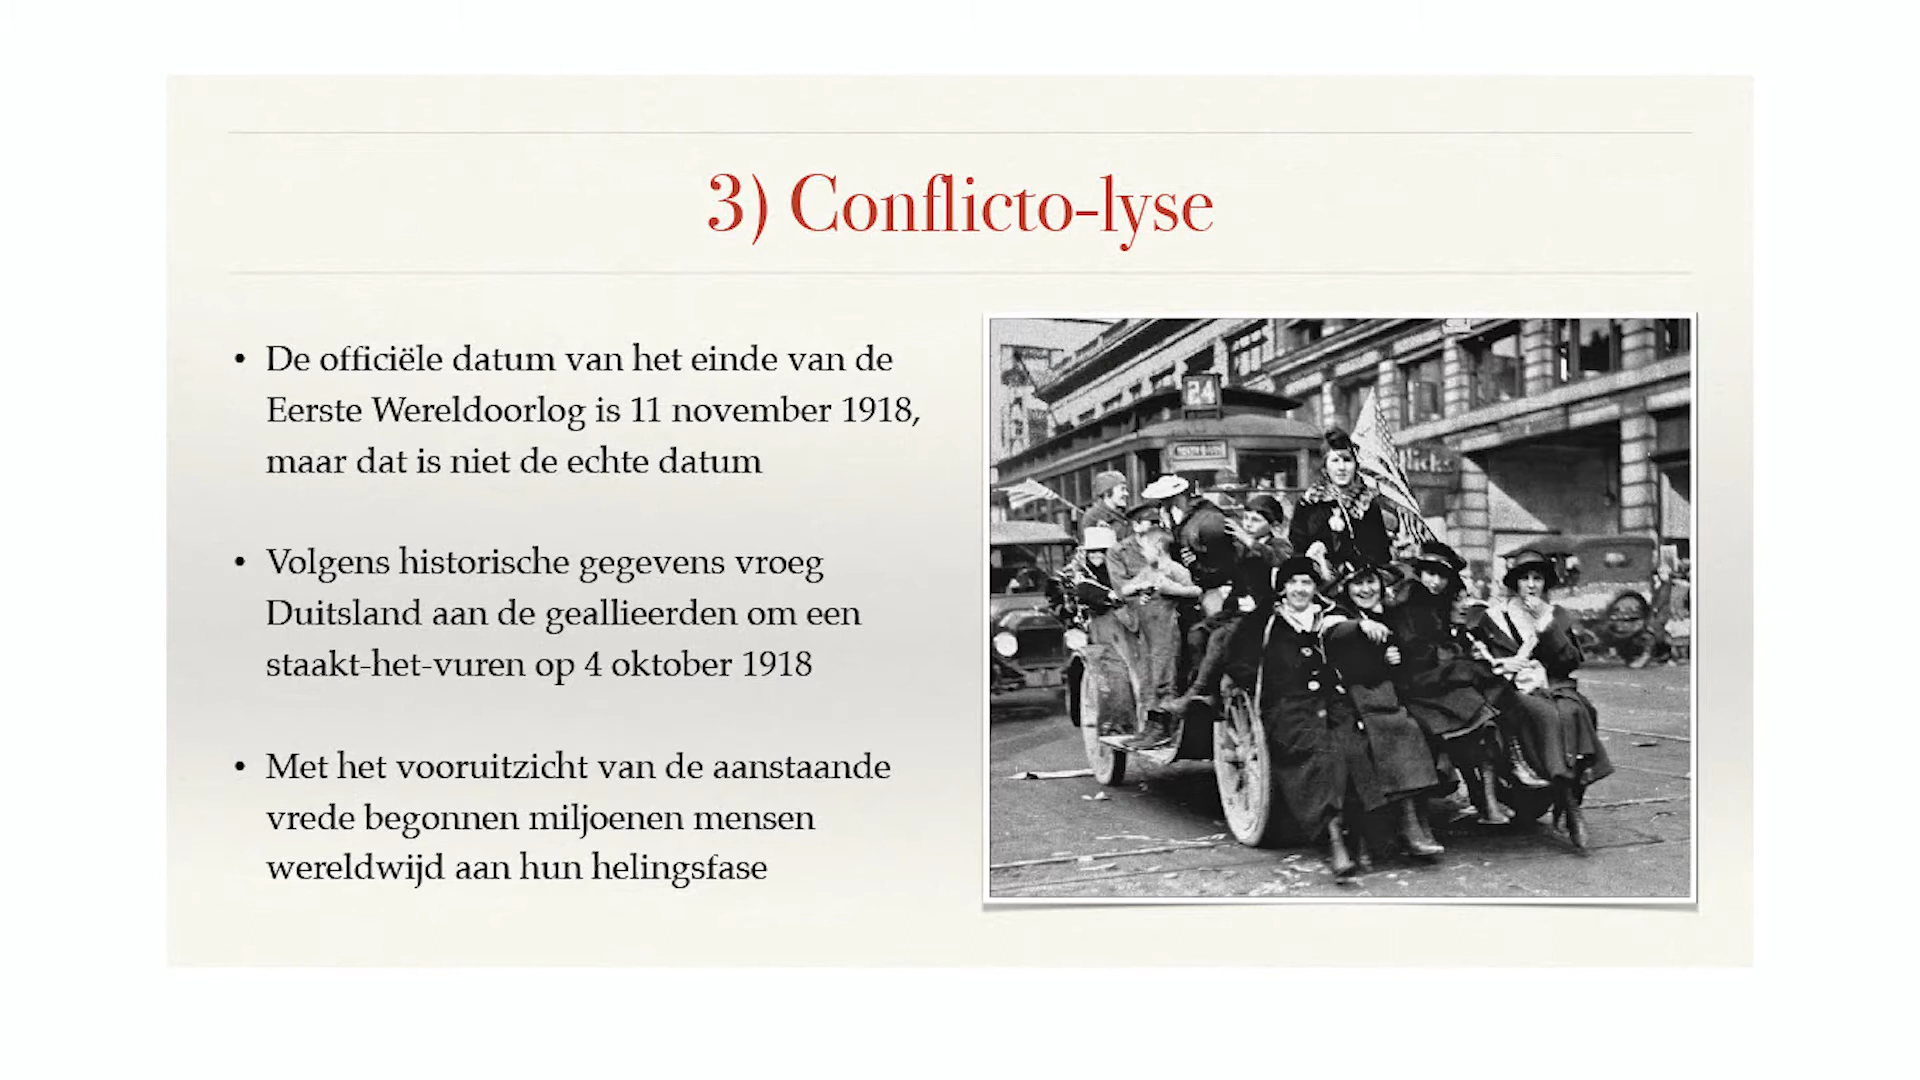 3) Conflicto-lyse
• De officiële datum van het einde van de
Eerste Wereldoorlog is 11 november 1918,
maar dat is niet de echte datum
• Volgens historische gegevens vroeg
Duitsland aan de geallieerden om een
staakt-het-vuren op 4 oktober 1918
• Met het vooruitzicht van de aanstaande
vrede begonnen miljoenen mensen
wereldwijd aan hun helingsfase
24